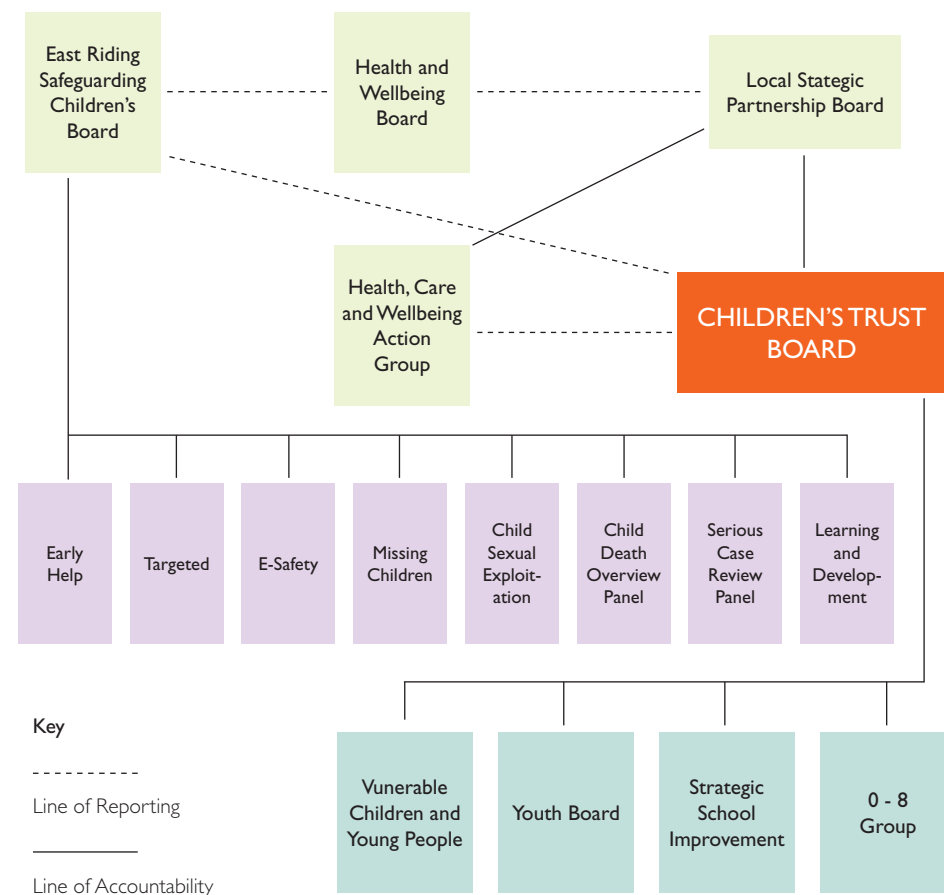 East Riding
Safeguarding
Children's
Board
Health and
Wellbeing
Board
Local Stategic
Partnership Board
Health, Care
and Wellbeing
Action
Group
CHILDREN'S TRUST
BOARD
Early
Help
Targeted
E-Safety
Missing
Children
Child
Sexual
Exploit-
ation
Child
Death
Overview
Panel
Serious
Case
Review
Panel
Learning
and
Develop-
ment
Key
Line of Reporting
Line of Accountability
Vunerable
Children and
Young People
Youth Board
Strategic
School
Improvement
0 - 8
Group